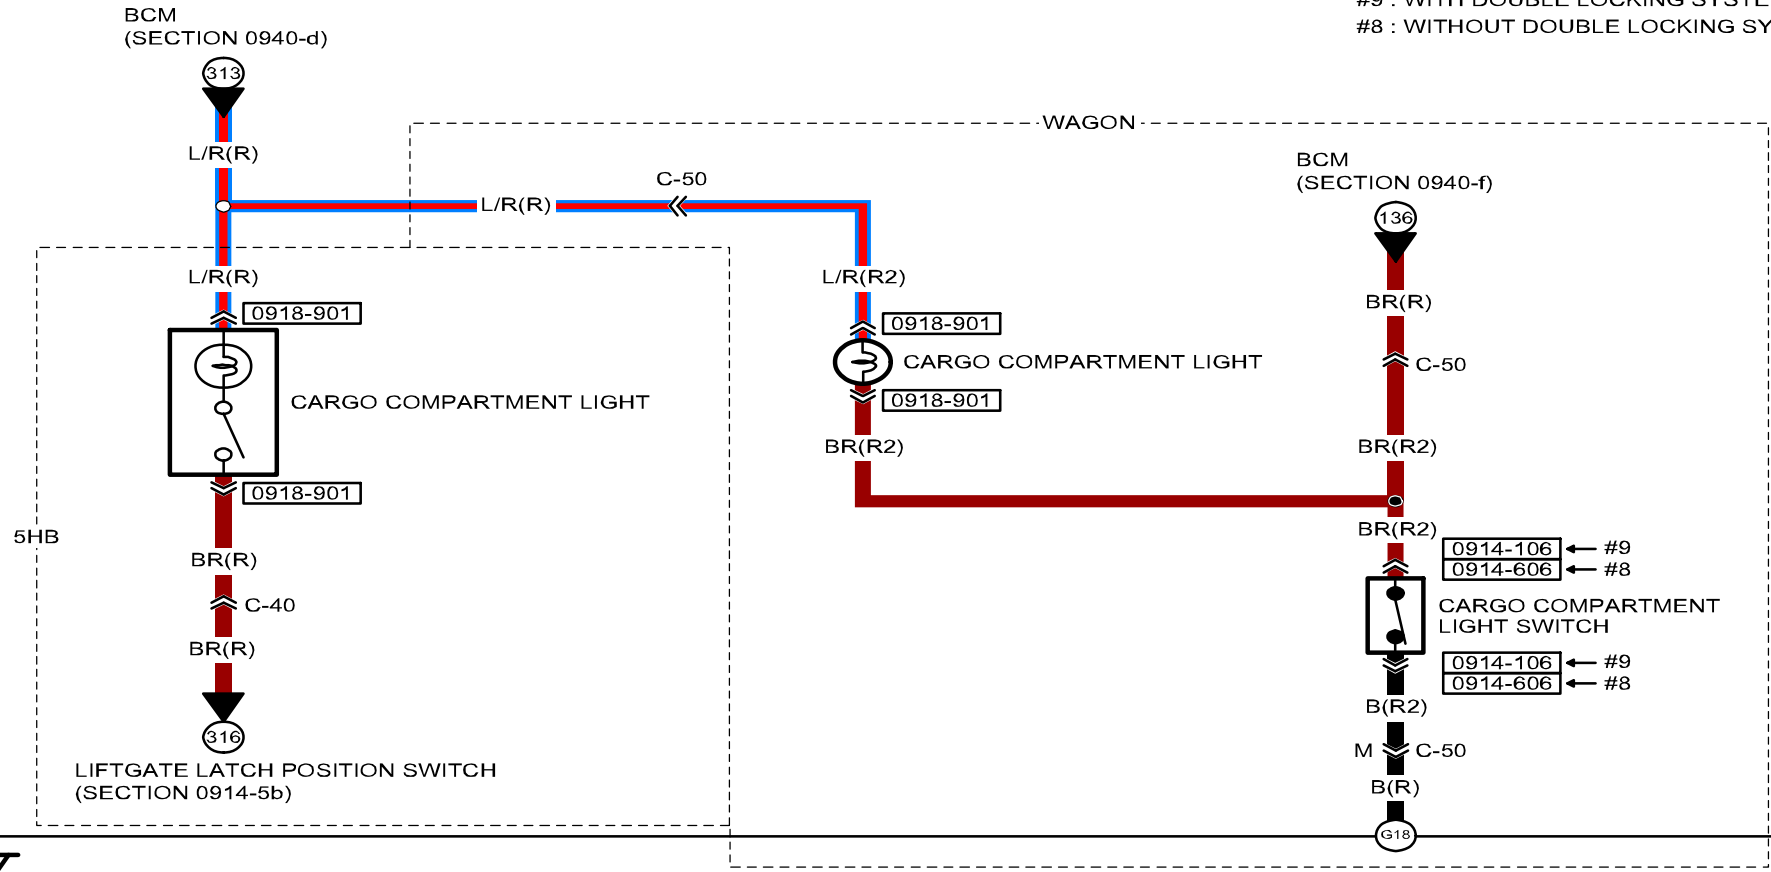 BCM
(SECTION 0940-d)
313
#8 : WITHOUT DOUBLE LOCKING
WAGON
L/R(R)
C-50
L/R(R)
BCM
(SECTION 0940-f)
136
L/R(R)
L/R(R2)
BR(R)
0918-901
0918-901
CARGO COMPARTMENT LIGHT
C-50
CARGO COMPARTMENT LIGHT
0918-901
BR(R2)
BR(R2)
0918-901
5HB
BR(R2)
0914-106
#9
0914-606
#8
BR(R)
C-40
CARGO COMPARTMENT
LIGHT SWITCH
BR(R)
0914-106
#9
0914-606
#8
B(R2)
316
M
C-50
LIFTGATE LATCH POSITION SWITCH
(SECTION 0914-5b)
B(R)
G18